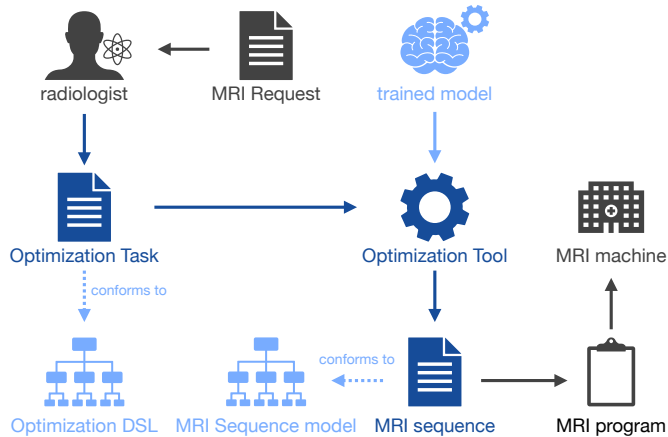 radiologist
MRI Request
trained model
Optimization Task
Optimization Tool
MRI machine
conforms to
conforms to
Optimization DSL
MRI Sequence model
MRI sequence
MRI program